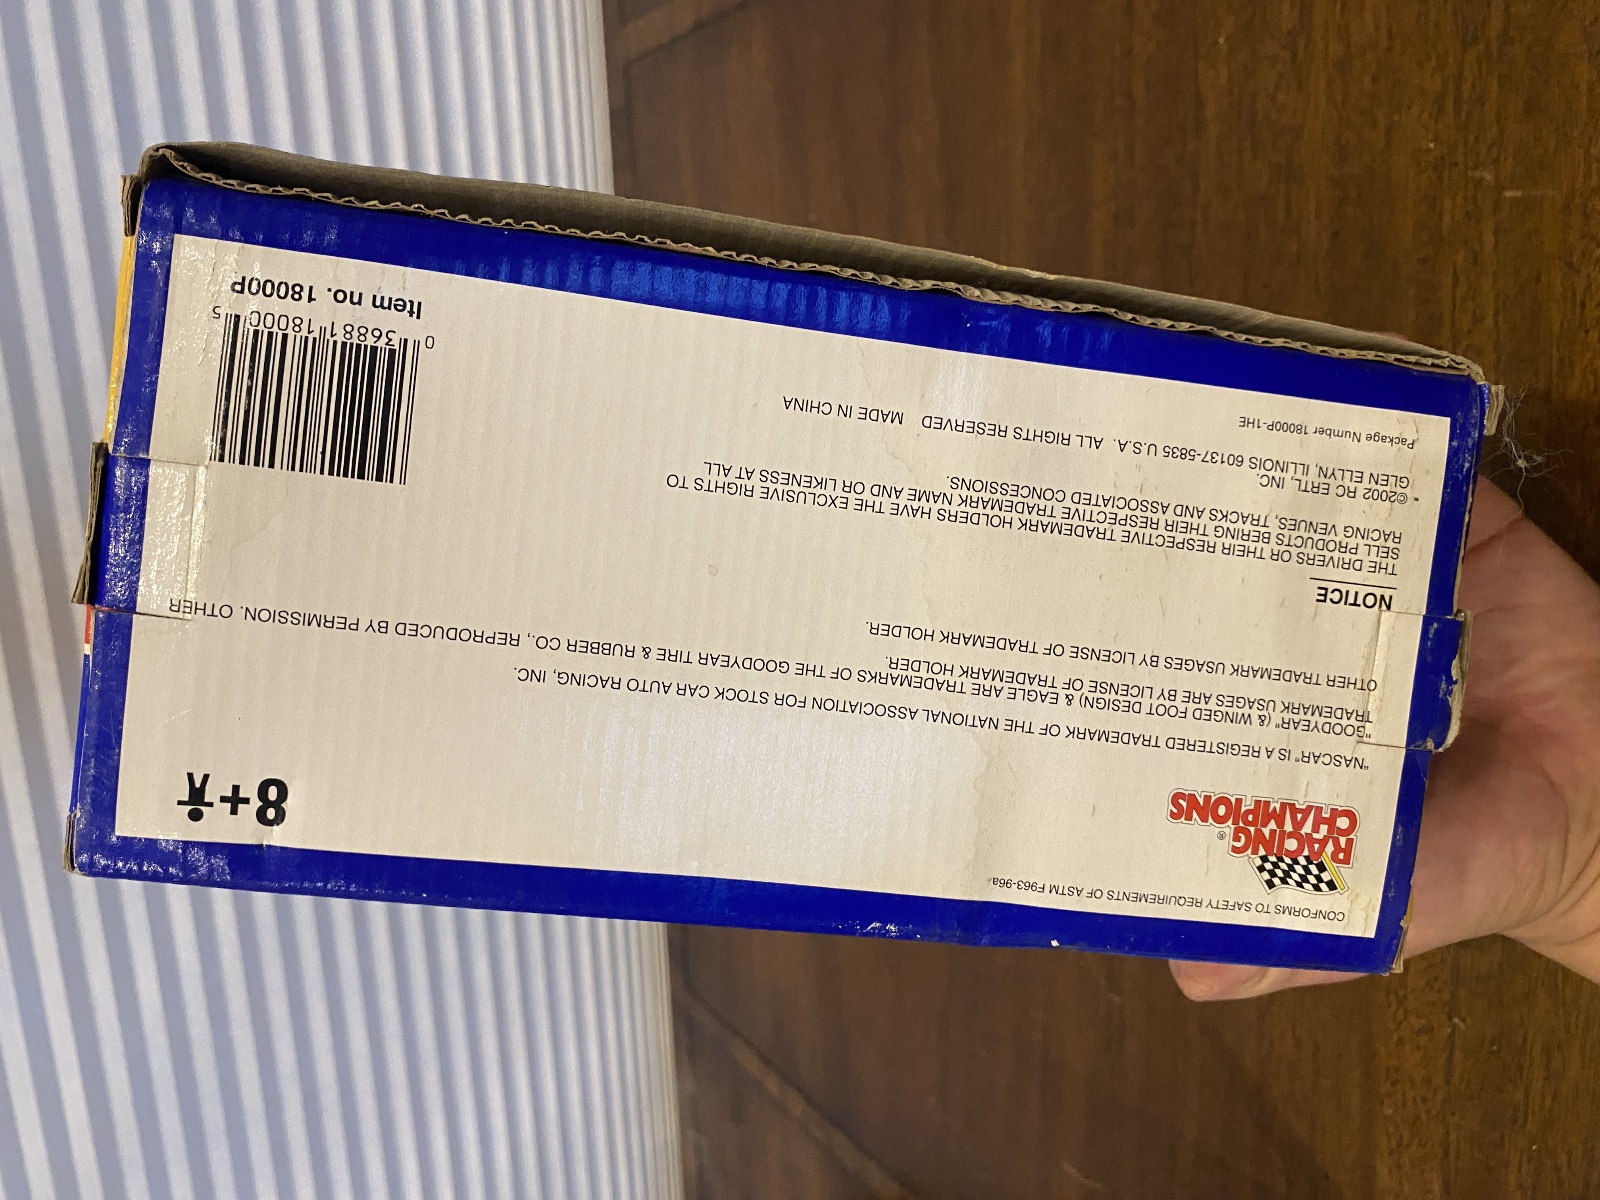 CONFORMS TO SAFETY REQUIREMENTS OF ASTM F963-96a
RACING ®
CHAMPIONS
8+
"NASCAR" IS A REGISTERED TRADEMARK OF THE NATIONAL ASSOCIATION FOR STOCK CAR AUTO RACING, INC.
"GOODYEAR" (& WINGED FOOT DESIGN) & EAGLE ARE TRADEMARKS OF THE GOODYEAR TIRE & RUBBER CO., REPRODUCED BY PERMISSION. OTHER
TRADEMARK USAGES ARE BY LICENSE OF TRADEMARK HOLDER.
OTHER TRADEMARK USAGES BY LICENSE OF TRADEMARK HOLDER.
NOTICE
THE DRIVERS OR THEIR RESPECTIVE TRADEMARK HOLDERS HAVE THE EXCLUSIVE RIGHTS TO
SELL PRODUCTS BERING THEIR RESPECTIVE TRADEMARK NAME AND OR LIKENESS AT ALL
RACING VENUES, TRACKS AND ASSOCIATED CONCESSIONS.
* ©2002 RC ERTL, INC.
GLEN ELLYN, ILLINOIS 60137-5835 U.S.A. ALL RIGHTS RESERVED MADE IN CHINA
Package Number 18000P-1HE
0 36881 18000 5
Item no. 18000P